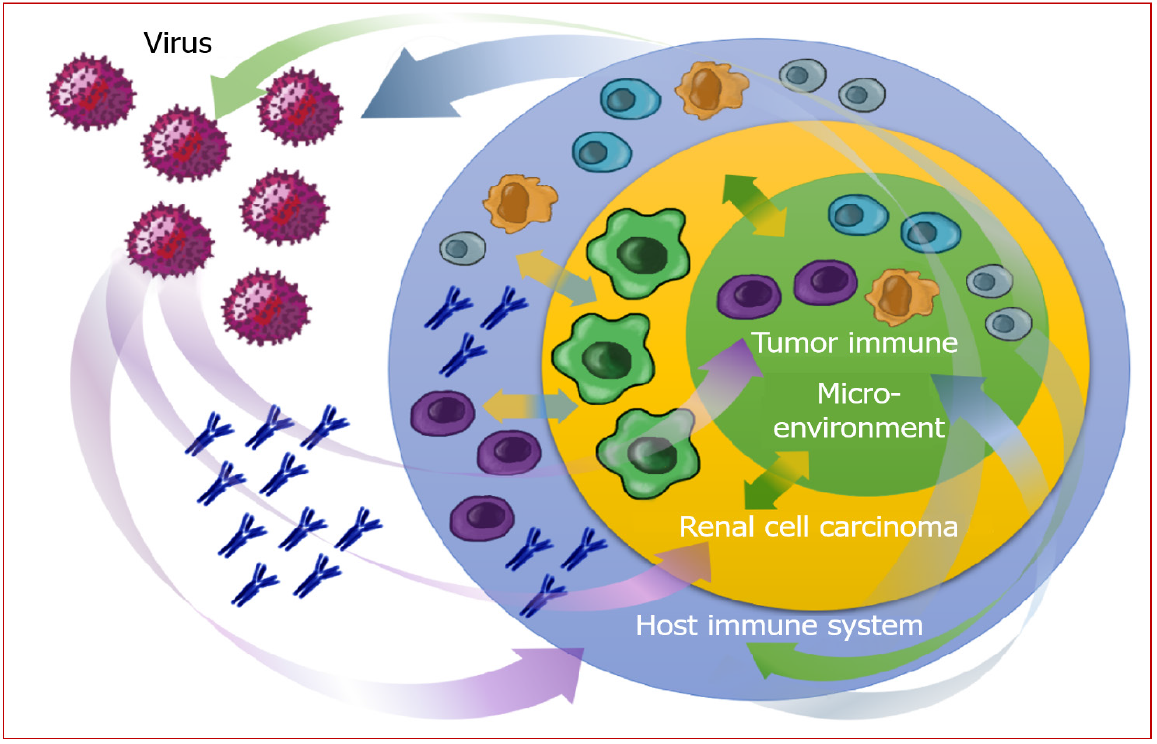 Virus
Tumor immune
Micro-
environment
Renal cell carcinoma
Host immune system